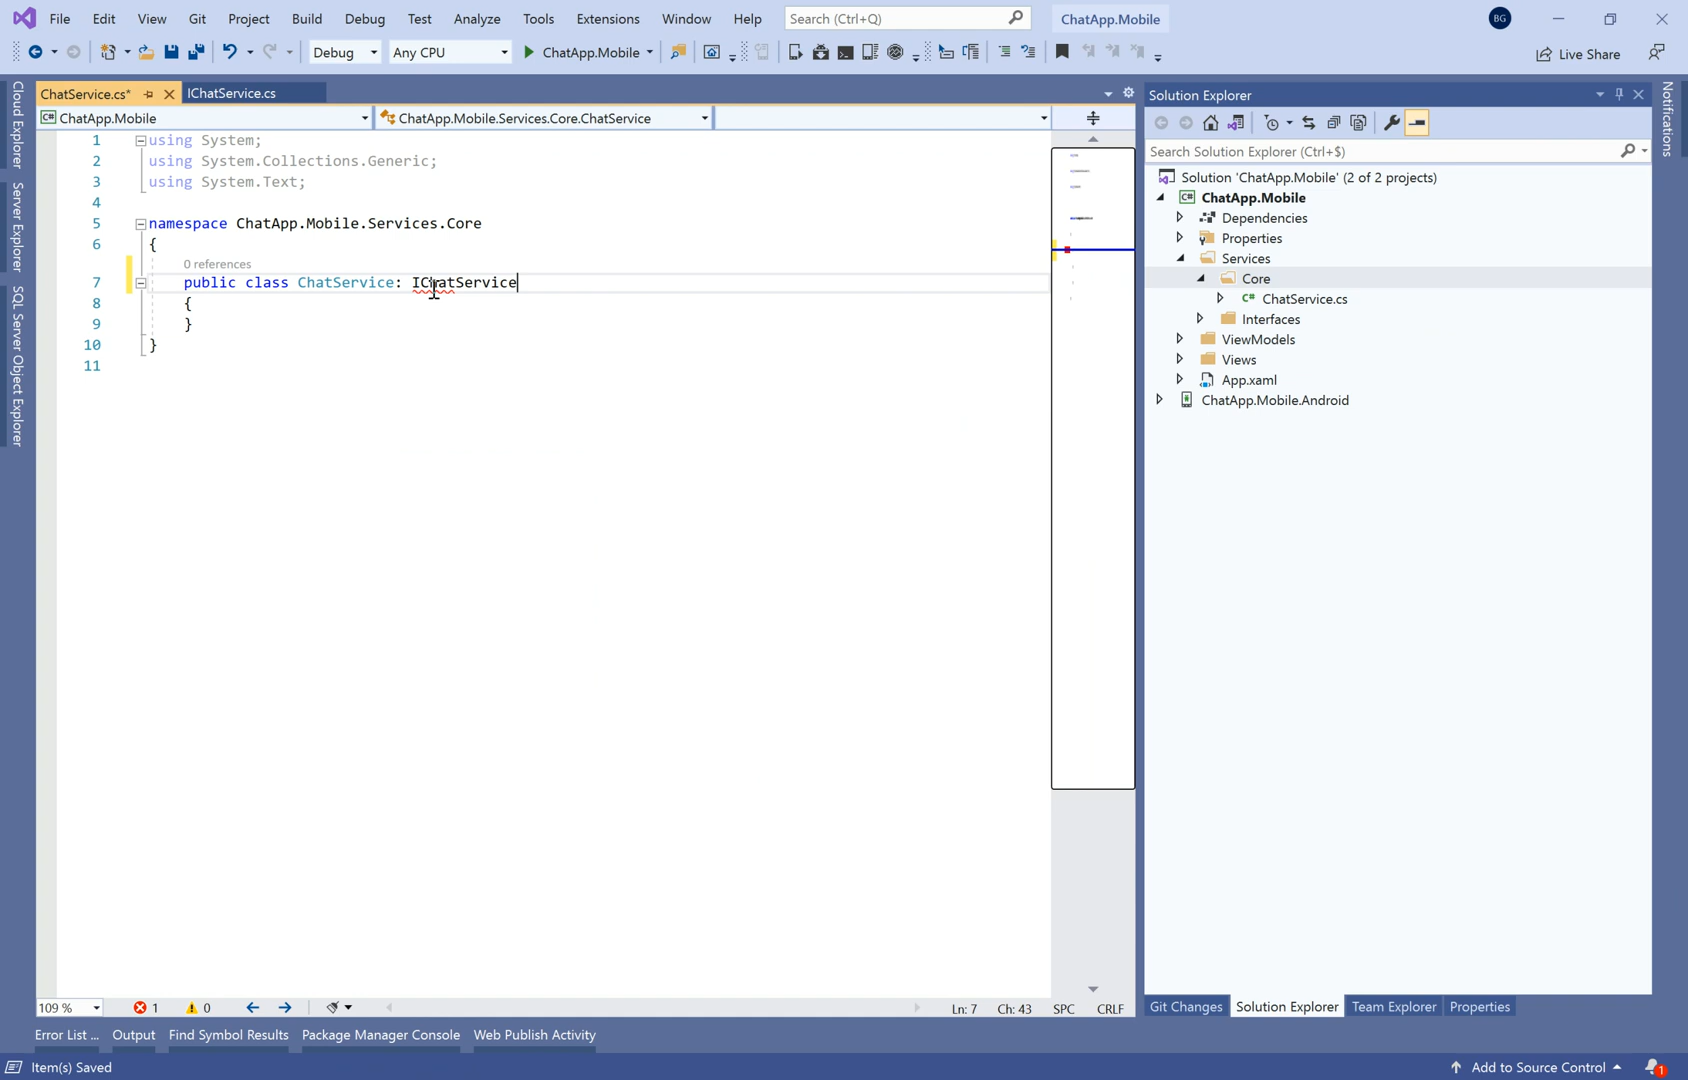 File Edit View Git Project Build Debug Test Analyze Tools Extensions Window Help Search (Ctrl+Q) ChatApp.Mobile BG
Debug Any CPU ChatApp.Mobile Live Share
ChatService.cs* IChatService.cs
ChatApp.Mobile ChatApp.Mobile.Services.Core.ChatService
1 using System;
2 using System.Collections.Generic;
3 using System.Text;
4
5 namespace ChatApp.Mobile.Services.Core
6 {
0 references
7 public class ChatService: IChatService
8 {
9 }
10 }
11
Cloud Explorer
Server Explorer
SQL Server Object Explorer
Solution Explorer
Search Solution Explorer (Ctrl+$)
Solution 'ChatApp.Mobile' (2 of 2 projects)
C# ChatApp.Mobile
Dependencies
Properties
Services
Core
C# ChatService.cs
Interfaces
ViewModels
Views
App.xaml
ChatApp.Mobile.Android
Notifications
109 % 1 0 Ln: 7 Ch: 43 SPC CRLF
Git Changes Solution Explorer Team Explorer Properties
Error List ... Output Find Symbol Results Package Manager Console Web Publish Activity
Item(s) Saved Add to Source Control 1